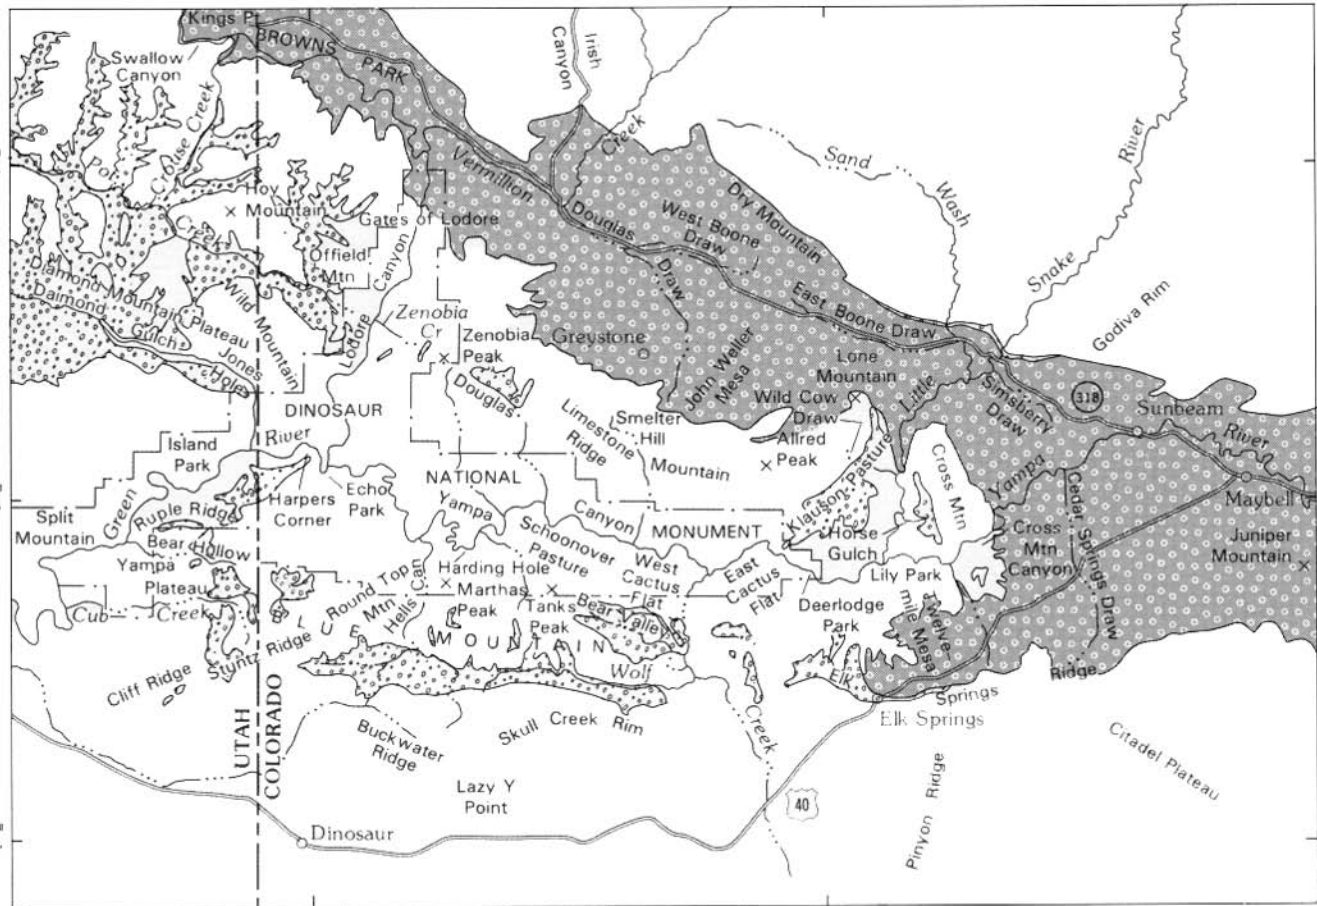 Kings P
BROWNS
PARK
Swallow
Canyon
Irish
Canyon
Crouse Creek
Pot
Creek
Creek
Vermillion
Sand
Wash
River
Snake
Hoy
Mountain
Gates of Lodore
Douglas
Draw
West Boone
Draw
Dry Mountain
Offield
Mtn
Canyon
Lodore
Diamond Mountain Plateau
Daimond
Gulch
Wild Mountain
Jones
Hole
Zenobia
Cr
Zenobia
Peak
Greystone
East Boone Draw
Godiva Rim
Lone
Mountain
Little
John Weller
Mesa
Wild Cow
Draw
Simsberry
Draw
318
Sunbeam
DINOSAUR
Douglas
Limestone
Ridge
Smelter
Hill
Mountain
Allred
Peak
River
Island
Park
River
NATIONAL
Klauson Pasture
Cross Mtn
Yampa
Maybell
Harpers
Corner
Echo
Park
Green
Split
Mountain
Ruple Ridge
Bear Hollow
Yampa
Plateau
Yampa
Canyon
MONUMENT
Schoonover
Pasture
West
Cactus
Flat
Horse
Gulch
Cross
Mtn
Canyon
Cedar Springs Draw
Juniper
Mountain
Harding Hole
Marthas
Peak
Round Top
Mtn
Hells Can
East
Cactus
Flat
Lily Park
Deerlodge
Park
Twelve
mile Mesa
Cub
Creek
Tanks
Peak
Bear Valley
BLUE
MOUNTAIN
Stuntz Ridge
Cliff Ridge
Wolf
Creek
Elk
Springs
Ridge
Elk Springs
UTAH
COLORADO
Buckwater
Ridge
Skull Creek Rim
Citadel Plateau
Pinyon Ridge
Lazy Y
Point
40
Dinosaur